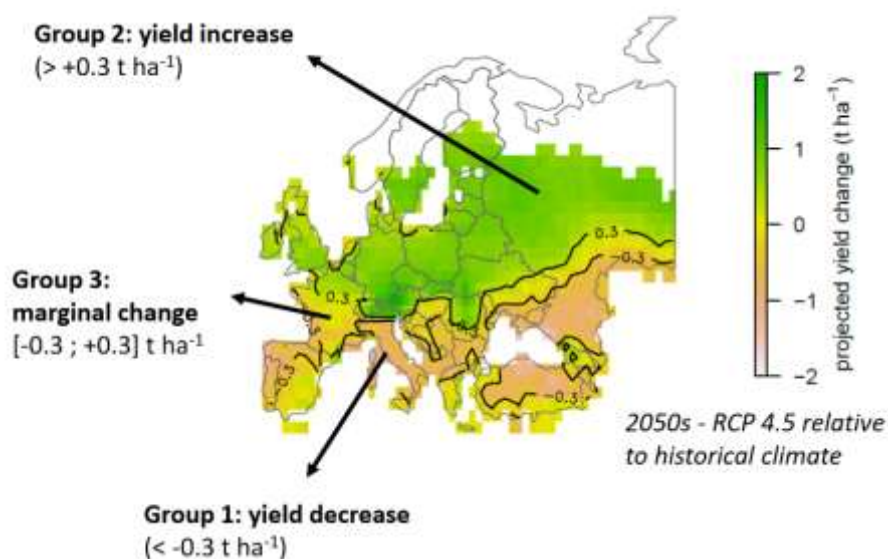 Group 2: yield increase
(> +0.3 t ha⁻¹)
2
1
0
−1
−2
projected yield change (t ha⁻¹)
0.3
−0.3
0.3
Group 3:
marginal change
[-0.3 ; +0.3] t ha⁻¹
-0.3
−0.3
2050s - RCP 4.5 relative
to historical climate
Group 1: yield decrease
(< -0.3 t ha⁻¹)